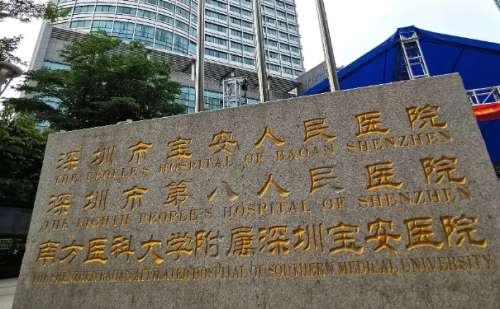 深圳市宝安人民医院
THE PEOPLE'S HOSPITAL OF BAOAN SHENZHEN
深圳市第八人民医院
THE EIGHTH PEOPLE'S HOSPITAL OF SHENZHEN
南方医科大学附属深圳宝安医院
THE SHENZHEN BAOAN AFFILIATED HOSPITAL OF SOUTHERN MEDICAL UNIVERSITY